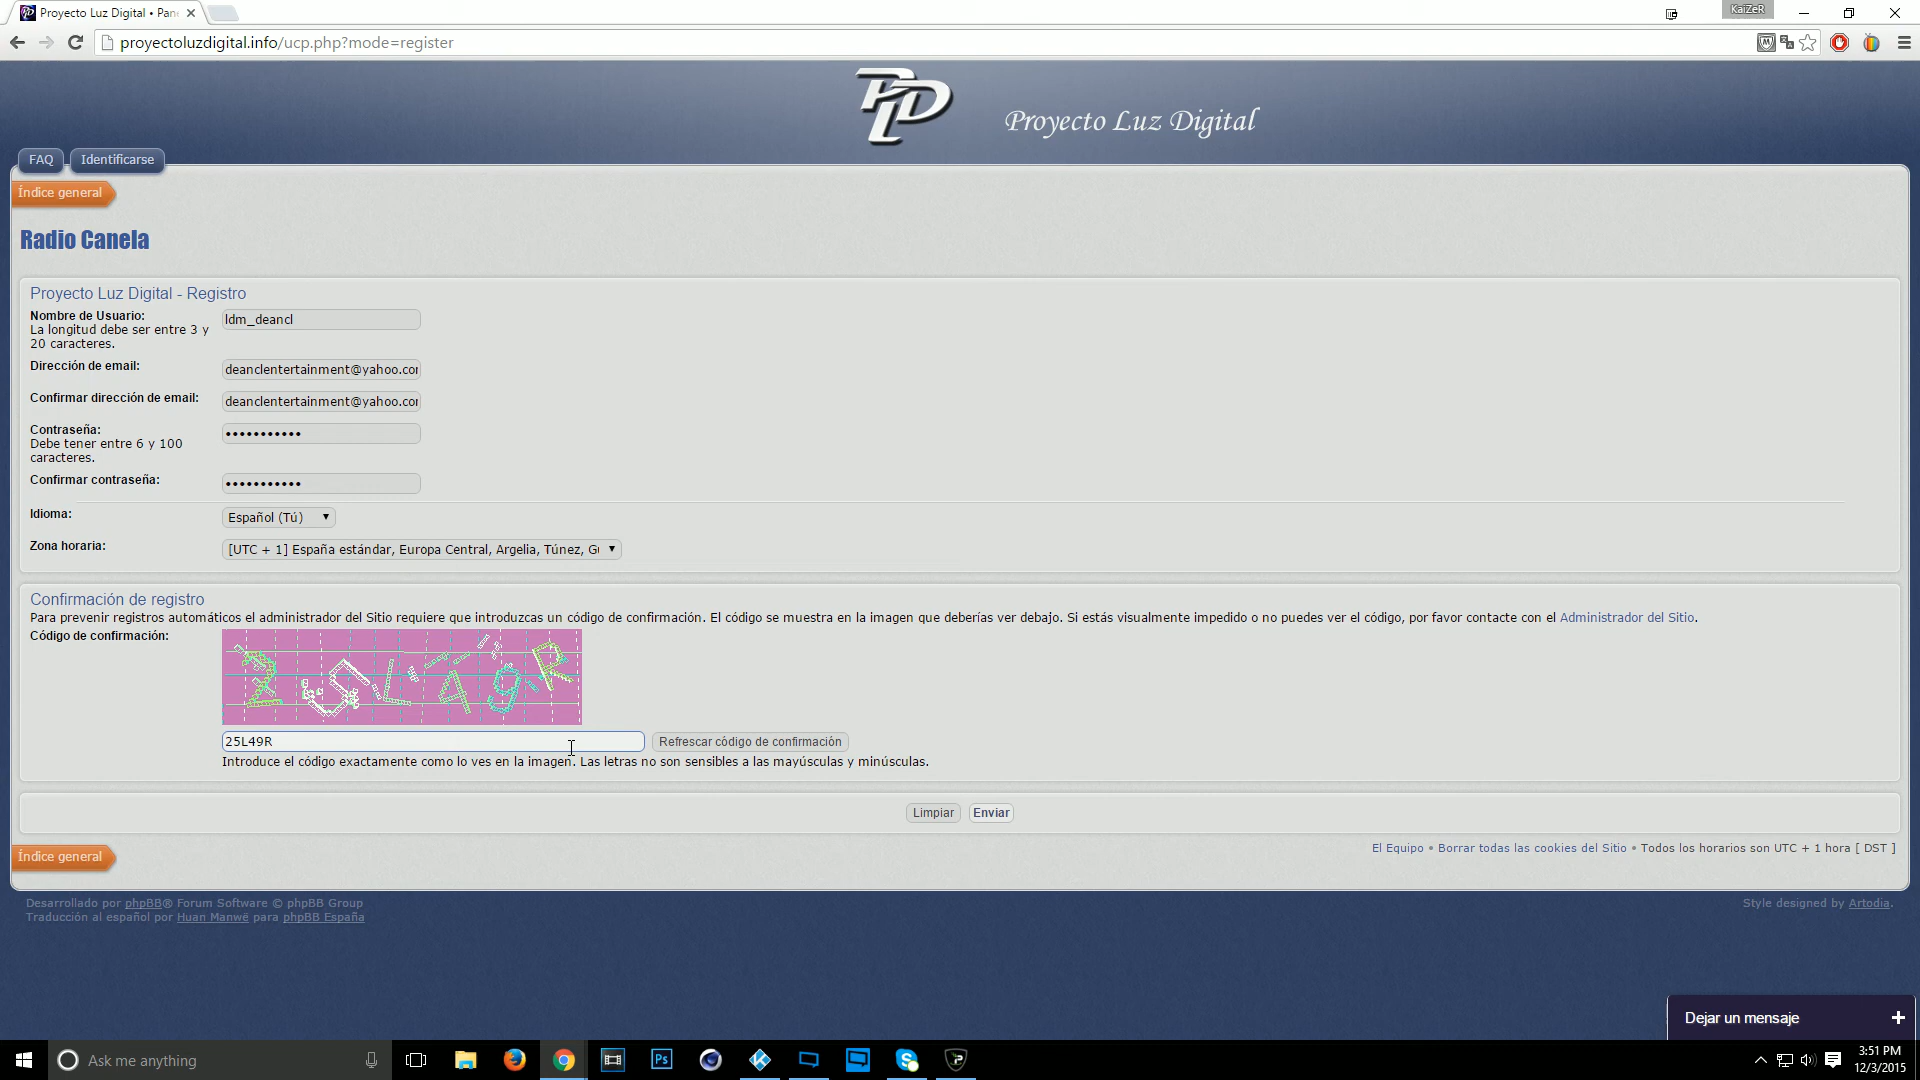 Proyecto Luz Digital • Pan
KaiZeR
proyectoluzdigital.info/ucp.php?mode=register
PLD
Proyecto Luz Digital
FAQ
Identificarse
Índice general
Radio Canela
Proyecto Luz Digital - Registro
Nombre de Usuario:
ldm_deancl
La longitud debe ser entre 3 y
20 caracteres.
Dirección de email:
deanclentertainment@yahoo.co
Confirmar dirección de email:
deanclentertainment@yahoo.co
Contraseña:
Debe tener entre 6 y 100
caracteres.
Confirmar contraseña:
Idioma:
Español (Tú)
Zona horaria:
[UTC + 1] España estándar, Europa Central, Argelia, Túnez, G
Confirmación de registro
Para prevenir registros automáticos el administrador del Sitio requiere que introduzcas un código de confirmación. El código se muestra en la imagen que deberías ver debajo. Si estás visualmente impedido o no puedes ver el código, por favor contacte con el Administrador del Sitio.
Código de confirmación:
25L49R
25L49R
Refrescar código de confirmación
Introduce el código exactamente como lo ves en la imagen. Las letras no son sensibles a las mayúsculas y minúsculas.
Limpiar
Enviar
Índice general
El Equipo • Borrar todas las cookies del Sitio • Todos los horarios son UTC + 1 hora [ DST ]
Desarrollado por phpBB® Forum Software © phpBB Group
Traducción al español por Huan Manwë para phpBB España
Style designed by Artodia.
Dejar un mensaje
Ask me anything
Ps
3:51 PM
12/3/2015